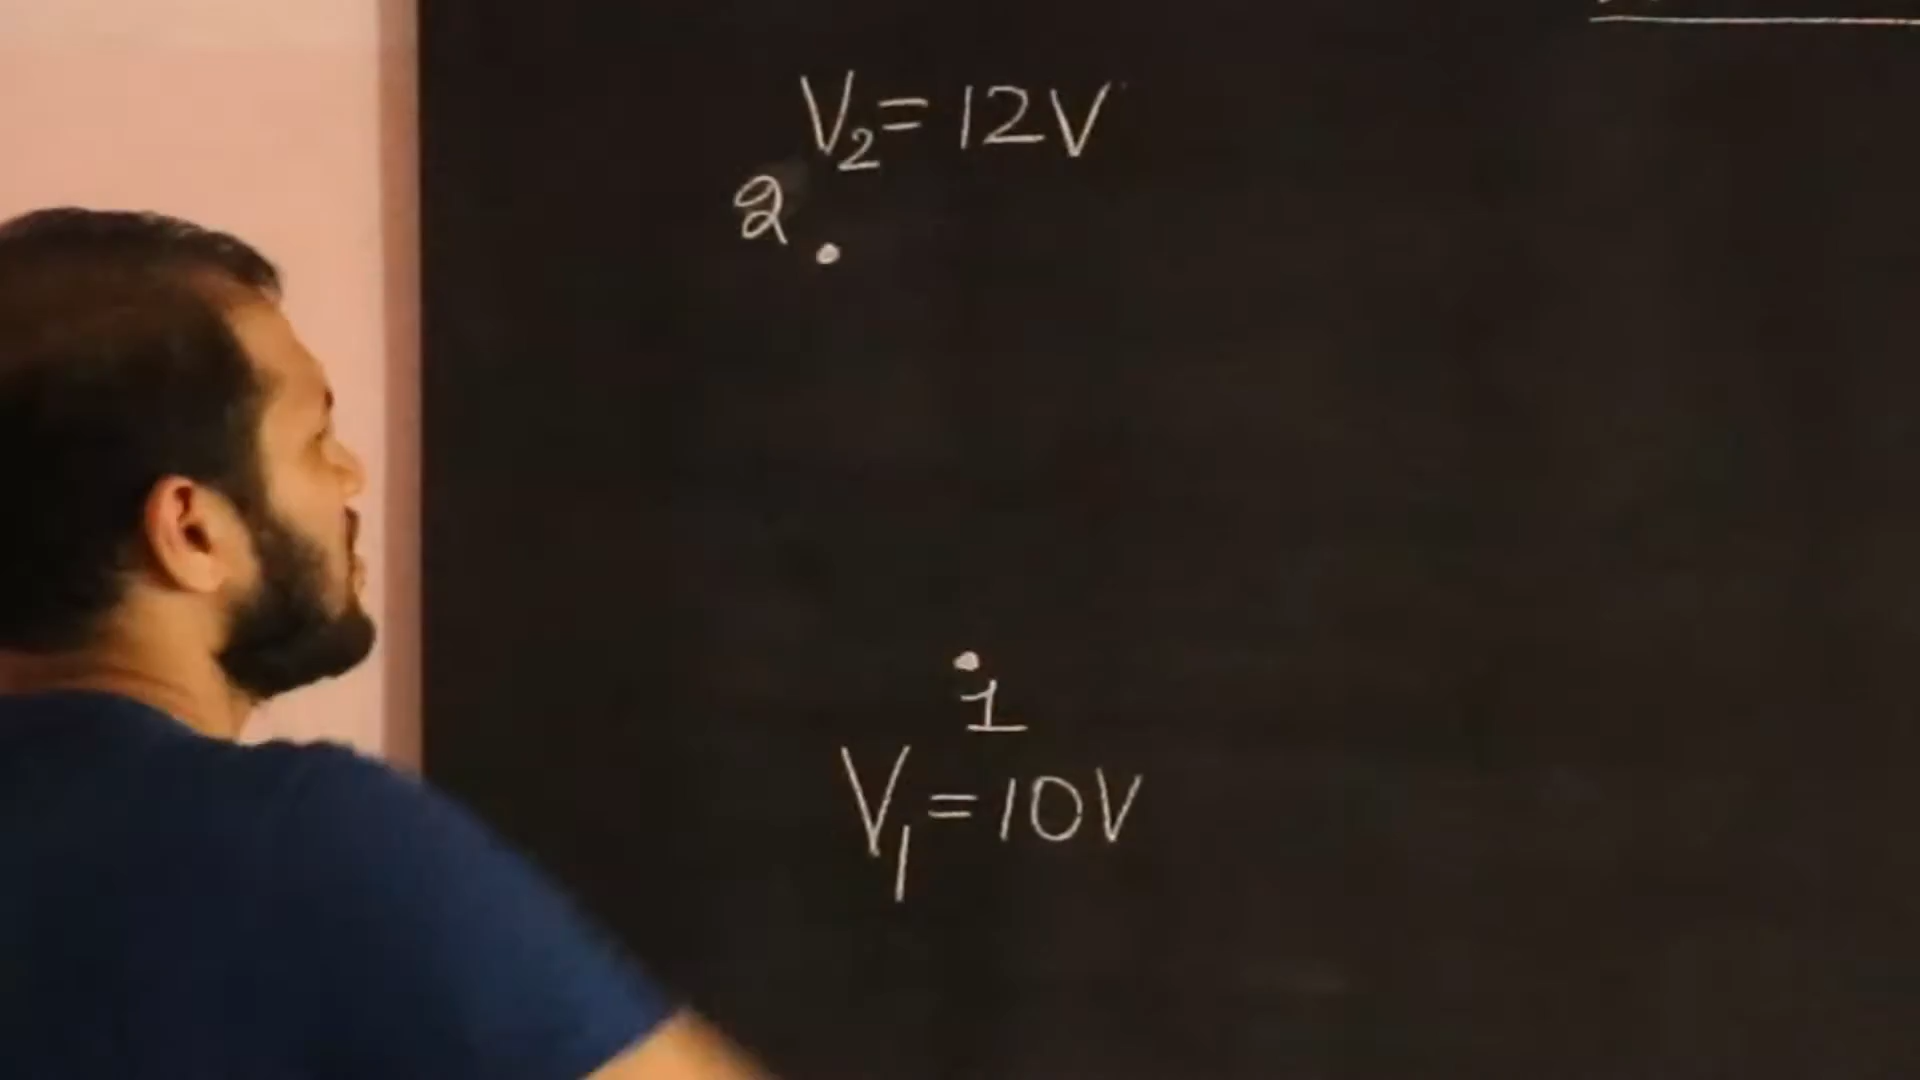 V₂ = 12V
2
1
V₁ = 10V